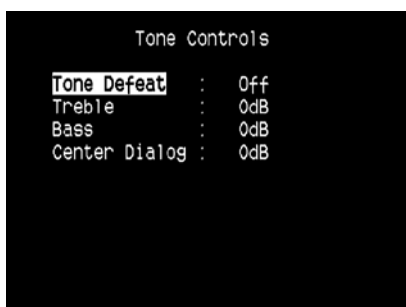 Tone Controls
Tone Defeat : Off
Treble : 0dB
Bass : 0dB
Center Dialog : 0dB